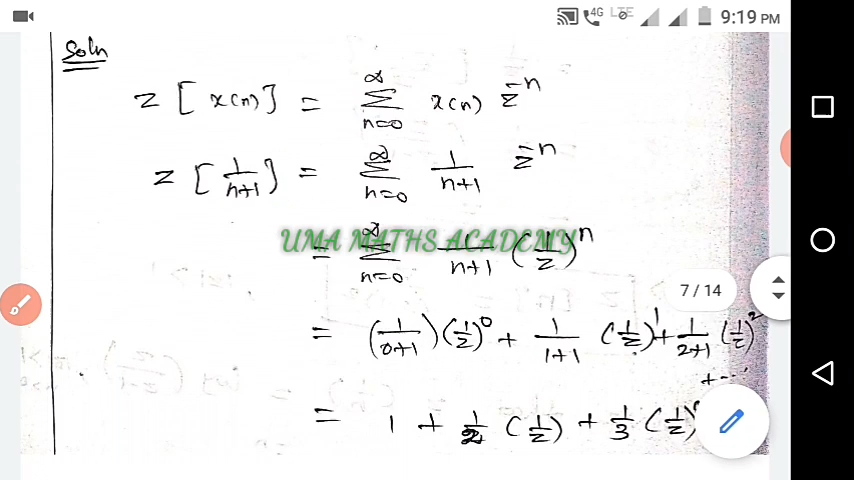 4G LTE 9:19 PM
Soln
Z [x(n)] = ∑_{n=0}^{∞} x(n) z^{-n}
Z [1/(n+1)] = ∑_{n=0}^{∞} 1/(n+1) z^{-n}
UMA MATHS ACADEMY
= ∑_{n=0}^{∞} 1/(n+1) (1/z)^n
7 / 14
= (1/(0+1)) (1/z)^0 + 1/(1+1) (1/z)^1 + 1/(2+1) (1/z)^2
+ ...
= 1 + 1/2 (1/z) + 1/3 (1/z)